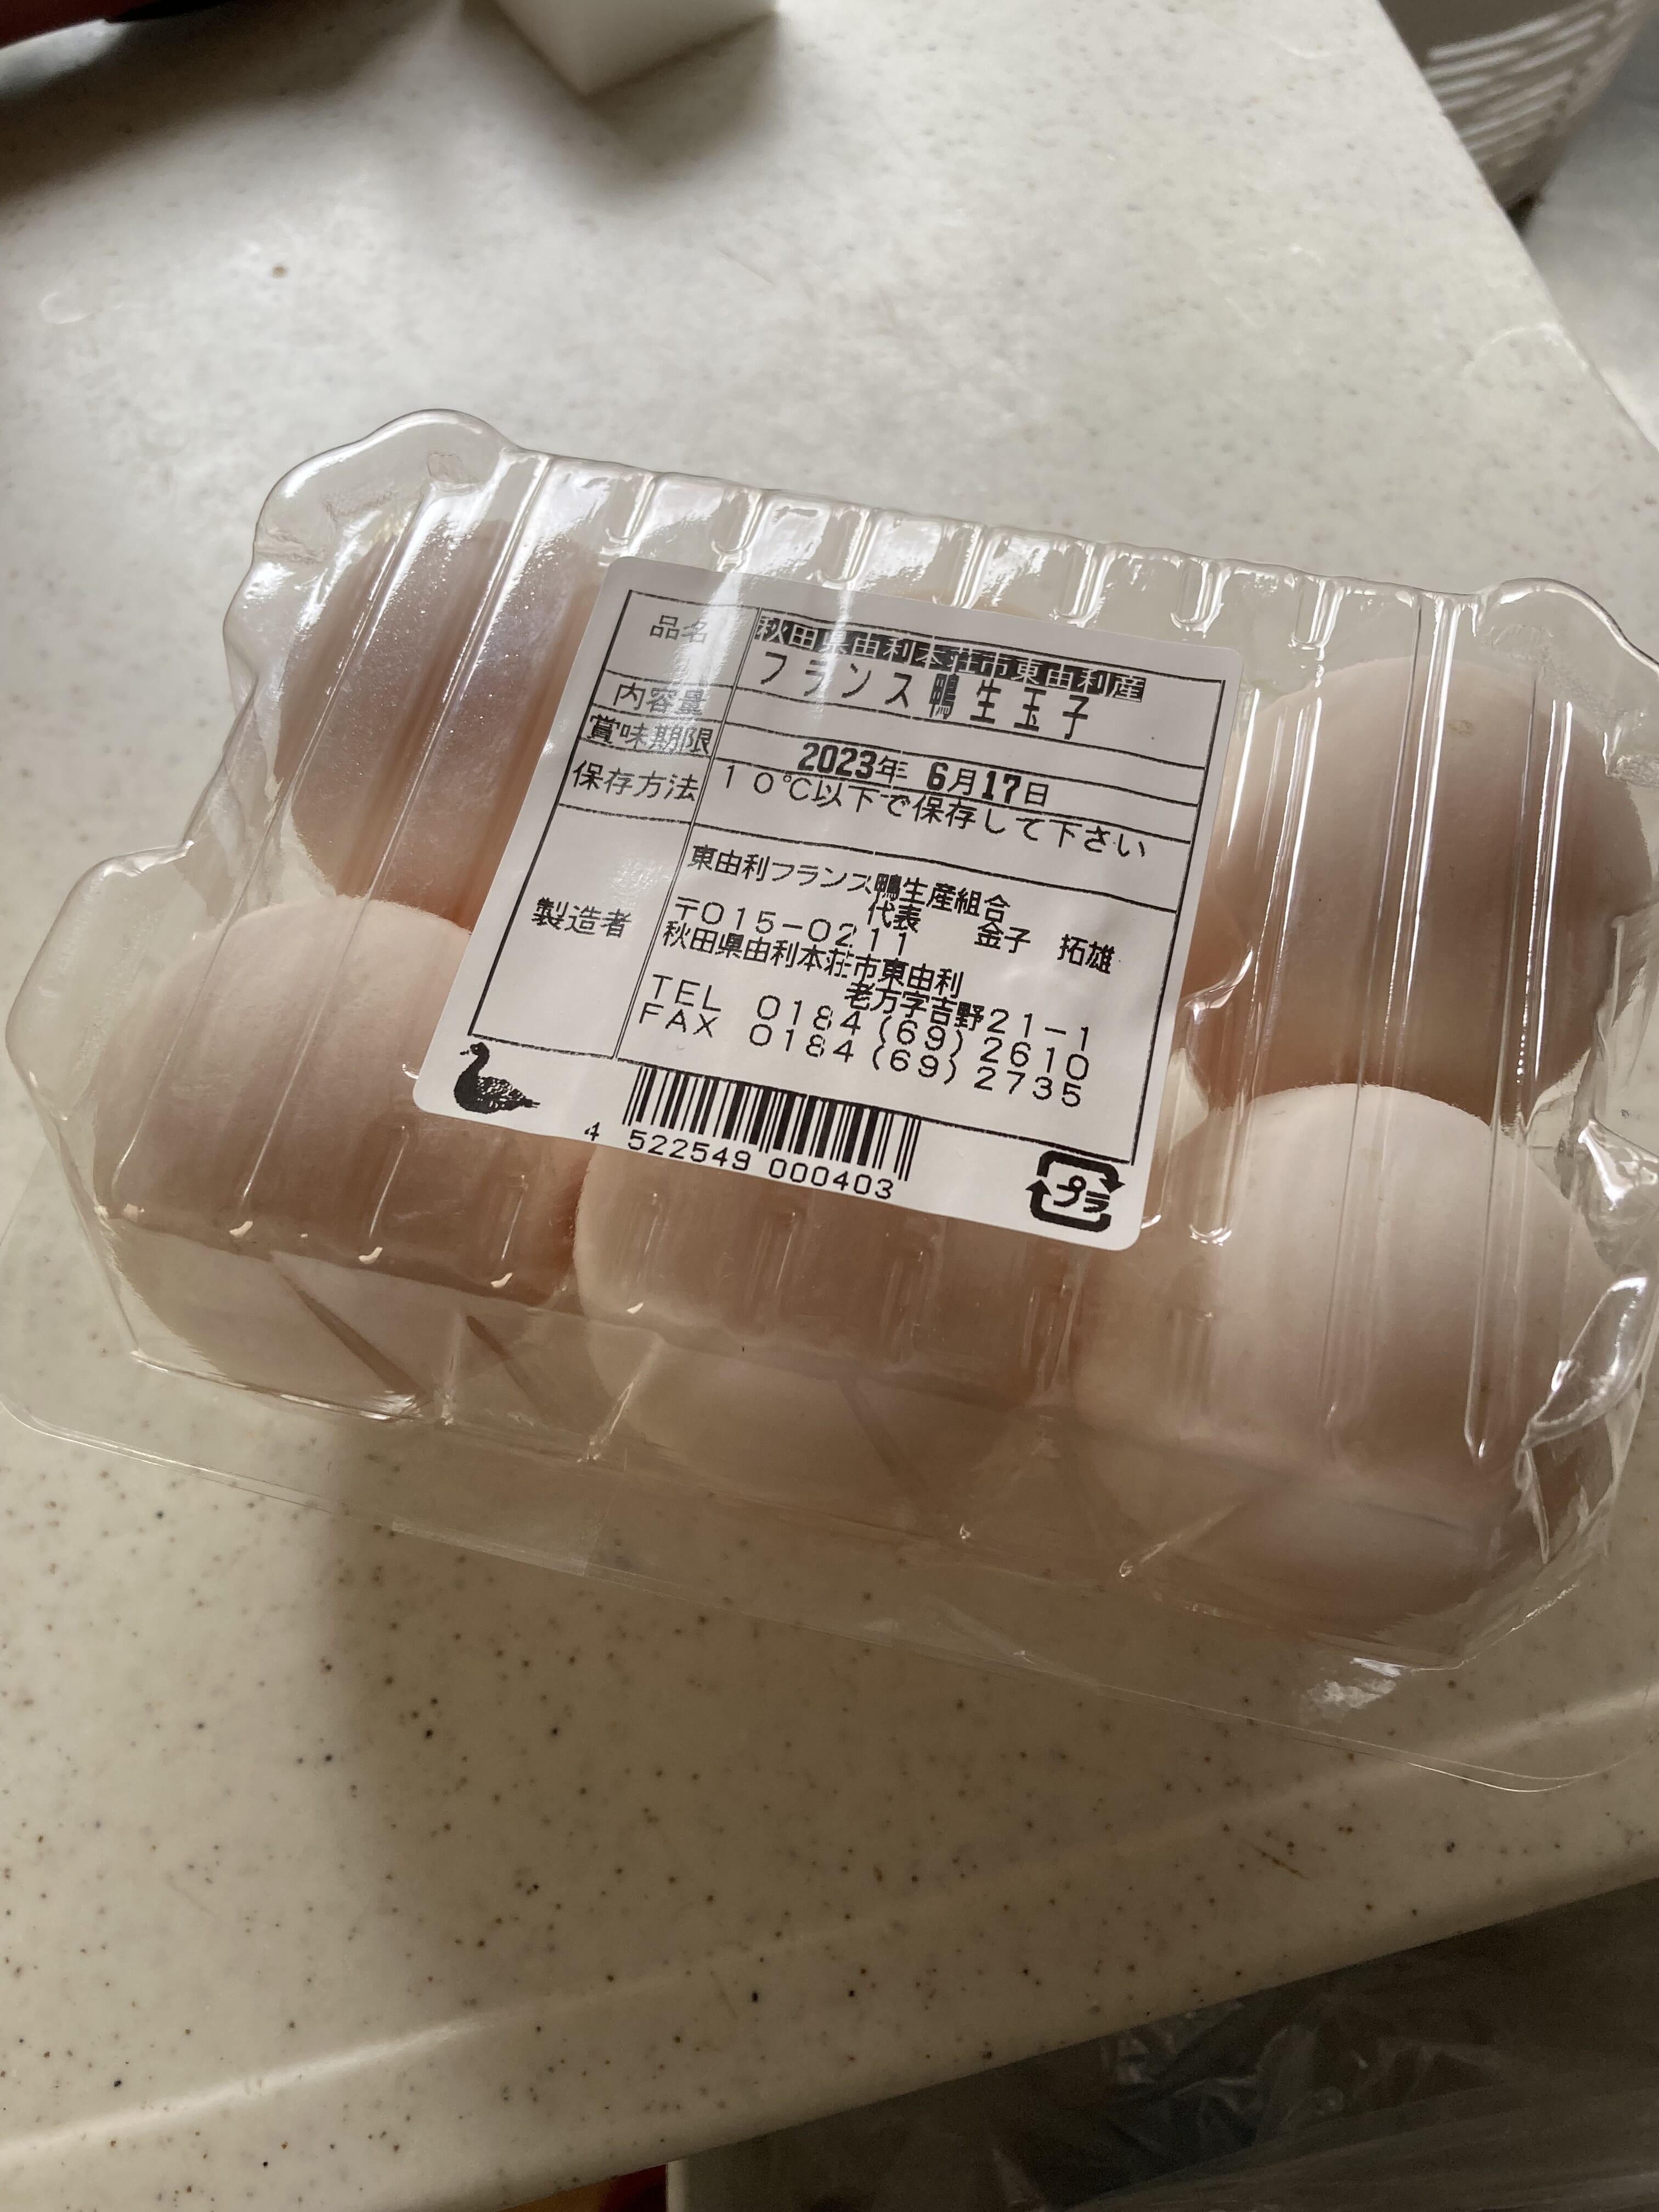 品名 秋田県由利本荘市東由利産
フランス鴨生玉子
内容量
賞味期限 2023年 6月17日
保存方法 10℃以下で保存して下さい
製造者 東由利フランス鴨生産組合
代表 金子 拓雄
〒015-0211
秋田県由利本荘市東由利
老方字吉野21-1
TEL 0184(69)2610
FAX 0184(69)2735
4 522549 000403
プラ